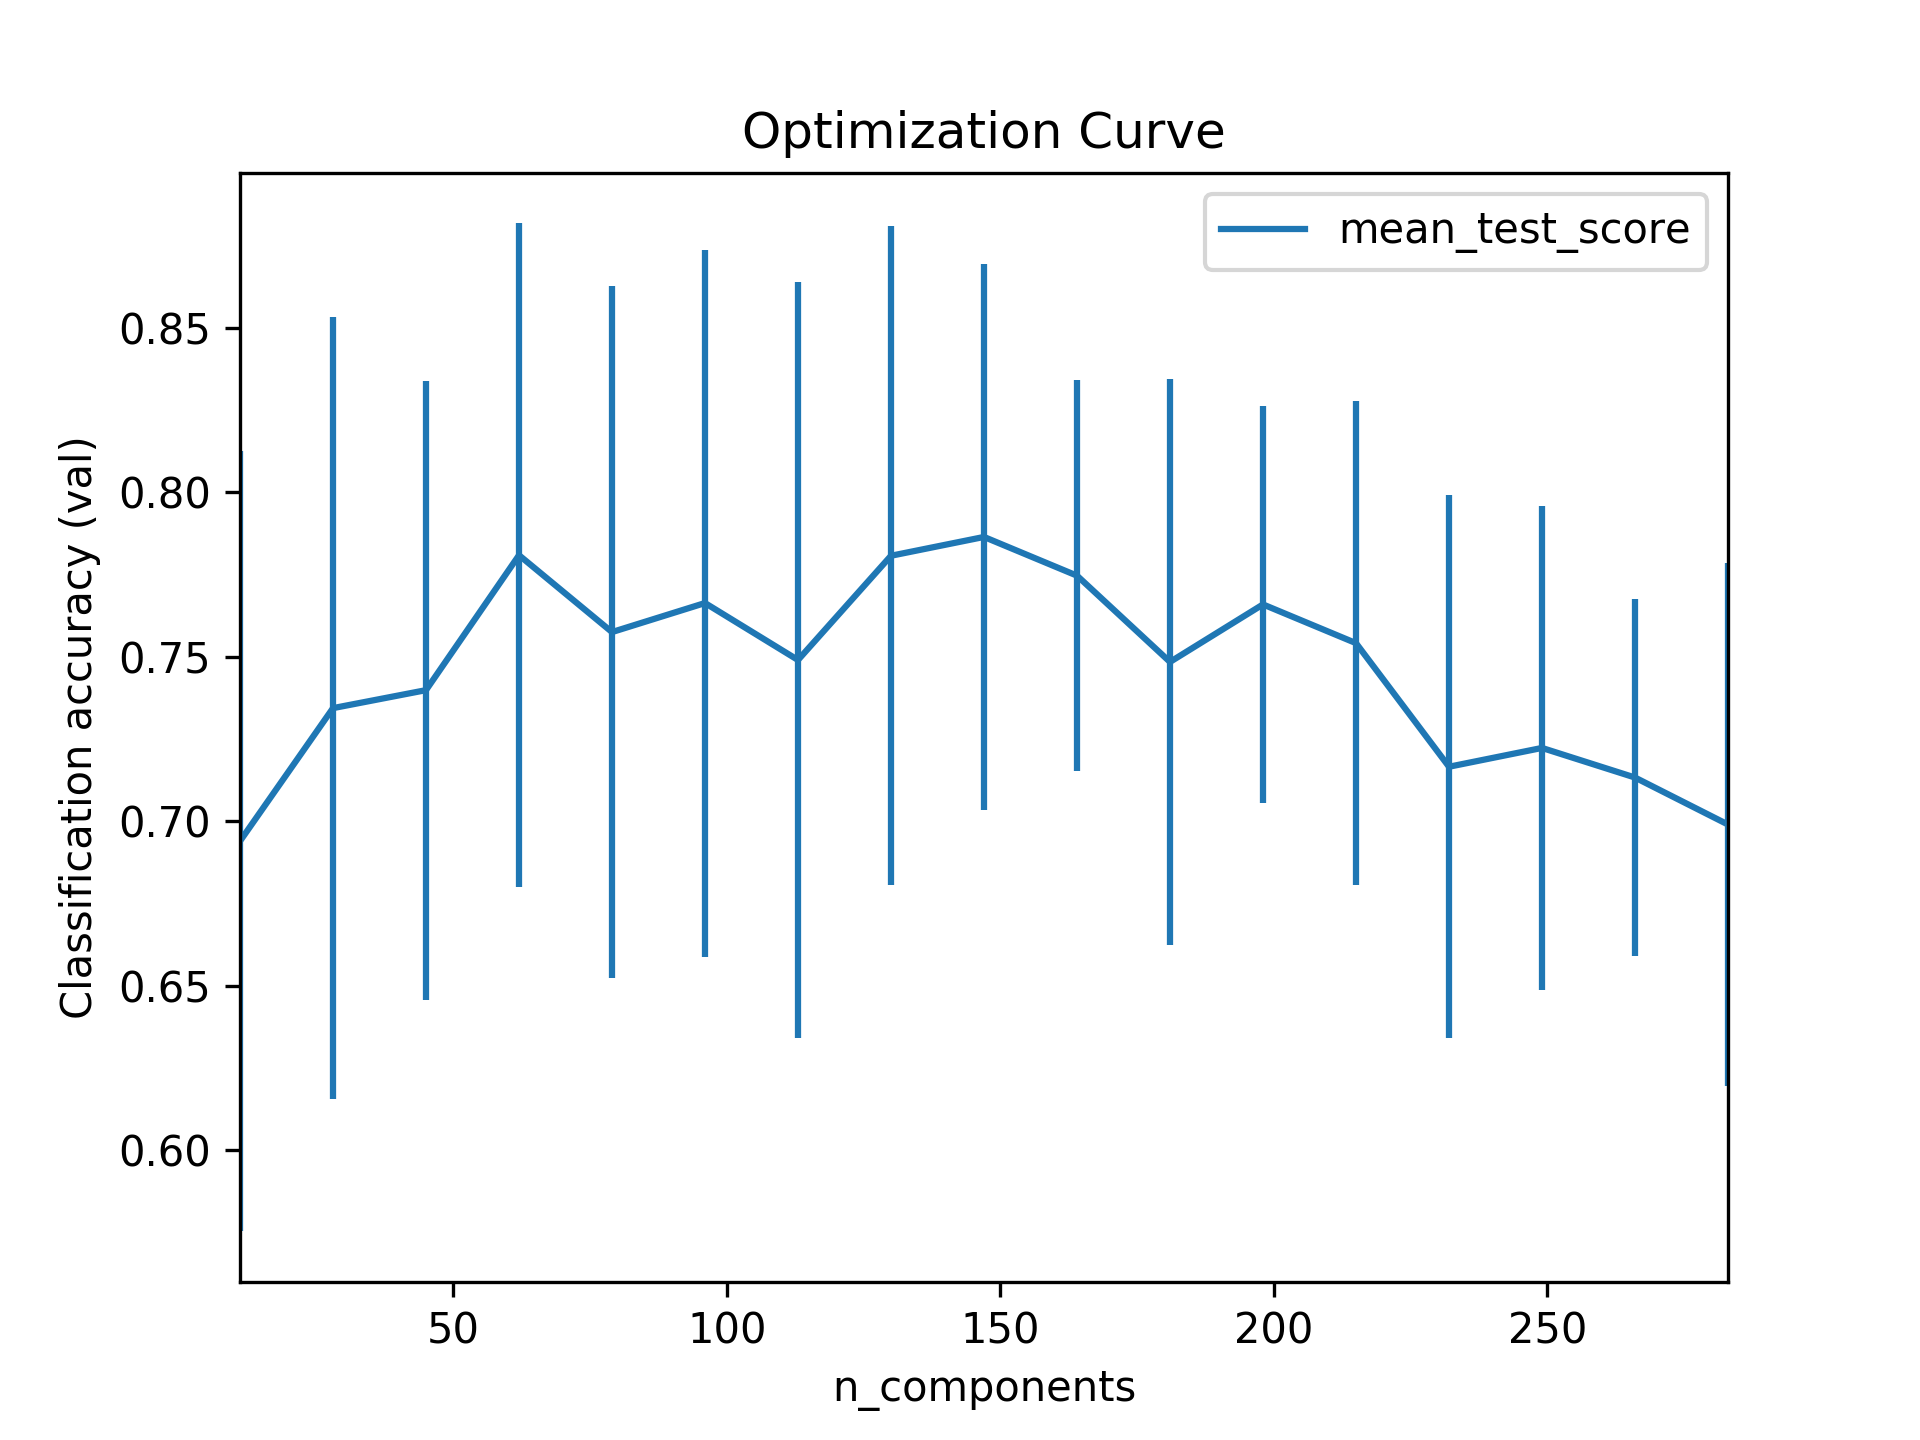 Optimization Curve
mean_test_score
Classification accuracy (val)
0.85
0.80
0.75
0.70
0.65
0.60
50 100 150 200 250
n_components